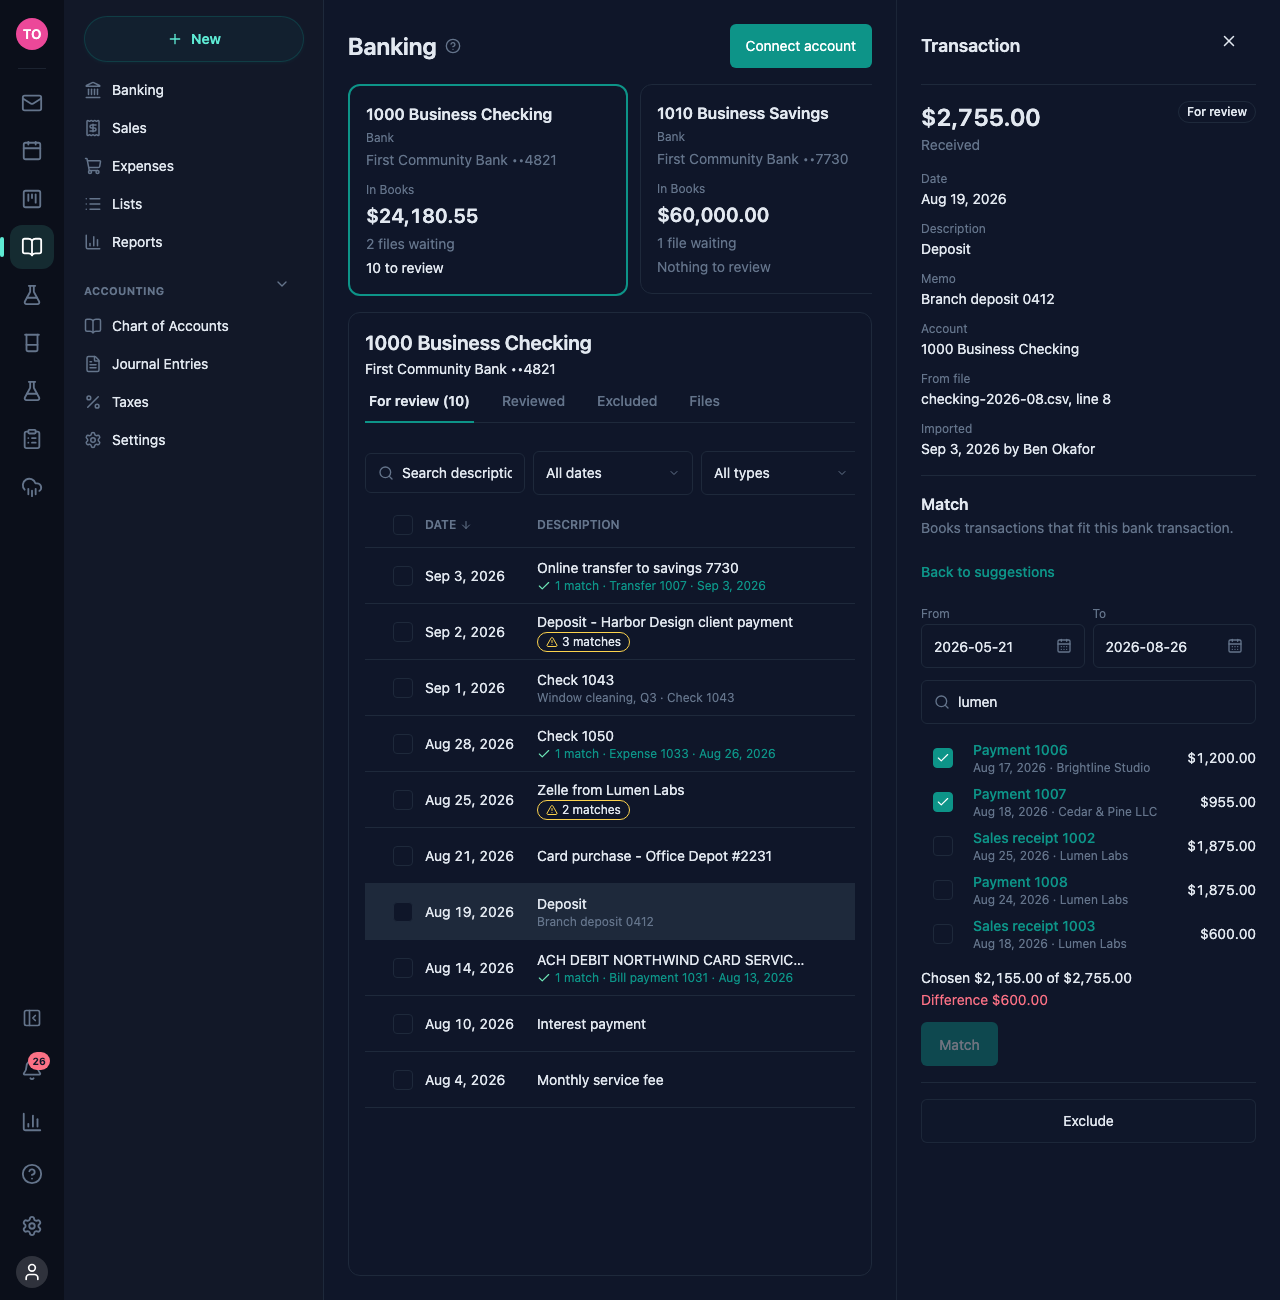 TO
New
Banking
Sales
Expenses
Lists
Reports
ACCOUNTING
Chart of Accounts
Journal Entries
Taxes
Settings
26
Banking
Connect account
1000 Business Checking
Bank
First Community Bank ••4821
In Books
$24,180.55
2 files waiting
10 to review
1010 Business Savings
Bank
First Community Bank ••7730
In Books
$60,000.00
1 file waiting
Nothing to review
1000 Business Checking
First Community Bank ••4821
For review (10) Reviewed Excluded Files
Search descriptic All dates All types
DATE DESCRIPTION
Sep 3, 2026 Online transfer to savings 7730
1 match · Transfer 1007 · Sep 3, 2026
Sep 2, 2026 Deposit - Harbor Design client payment
3 matches
Sep 1, 2026 Check 1043
Window cleaning, Q3 · Check 1043
Aug 28, 2026 Check 1050
1 match · Expense 1033 · Aug 26, 2026
Aug 25, 2026 Zelle from Lumen Labs
2 matches
Aug 21, 2026 Card purchase - Office Depot #2231
Aug 19, 2026 Deposit
Branch deposit 0412
Aug 14, 2026 ACH DEBIT NORTHWIND CARD SERVIC...
1 match · Bill payment 1031 · Aug 13, 2026
Aug 10, 2026 Interest payment
Aug 4, 2026 Monthly service fee
Transaction
$2,755.00 For review
Received
Date
Aug 19, 2026
Description
Deposit
Memo
Branch deposit 0412
Account
1000 Business Checking
From file
checking-2026-08.csv, line 8
Imported
Sep 3, 2026 by Ben Okafor
Match
Books transactions that fit this bank transaction.
Back to suggestions
From To
2026-05-21 2026-08-26
lumen
Payment 1006 $1,200.00
Aug 17, 2026 · Brightline Studio
Payment 1007 $955.00
Aug 18, 2026 · Cedar & Pine LLC
Sales receipt 1002 $1,875.00
Aug 25, 2026 · Lumen Labs
Payment 1008 $1,875.00
Aug 24, 2026 · Lumen Labs
Sales receipt 1003 $600.00
Aug 18, 2026 · Lumen Labs
Chosen $2,155.00 of $2,755.00
Difference $600.00
Match
Exclude